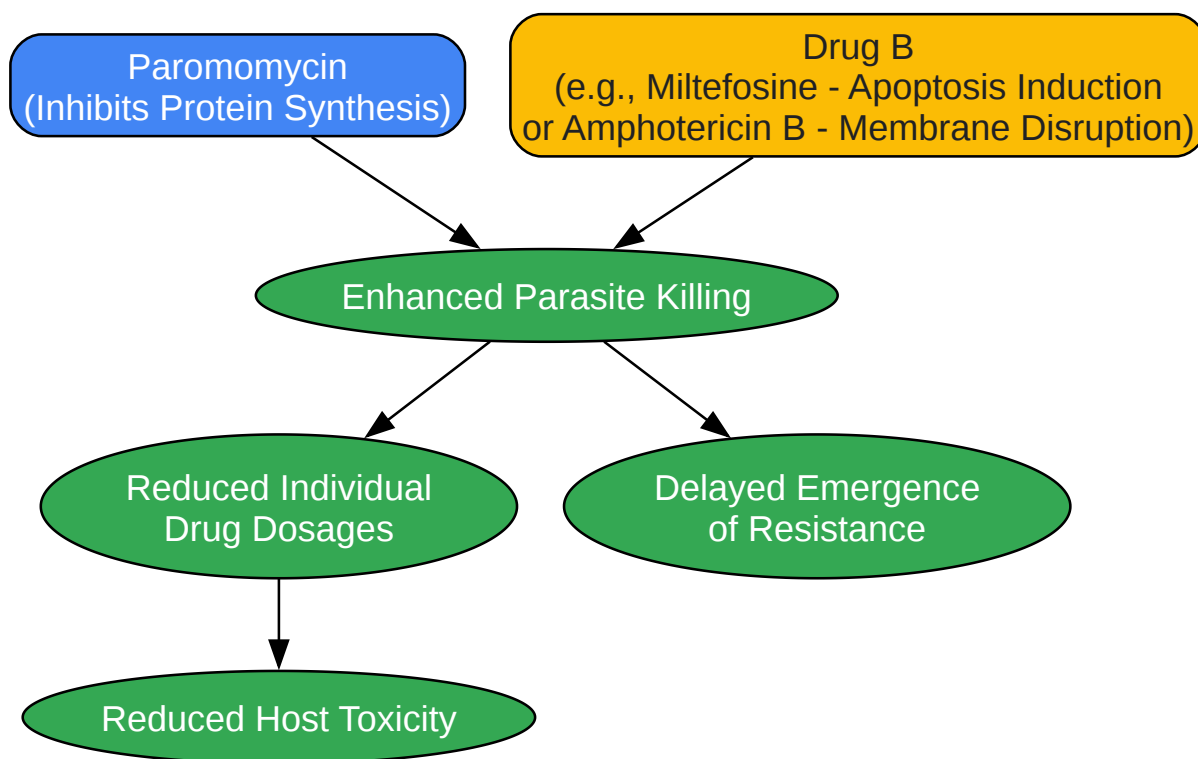 Paromomycin
(Inhibits Protein Synthesis)
Drug B
(e.g., Miltefosine - Apoptosis Induction
or Amphotericin B - Membrane Disruption)
Enhanced Parasite Killing
Reduced Individual
Drug Dosages
Delayed Emergence
of Resistance
Reduced Host Toxicity